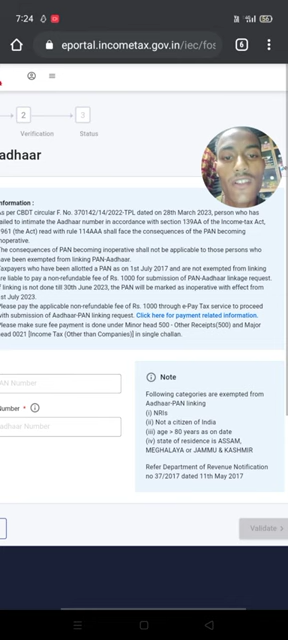 7:24
56
eportal.incometax.gov.in/iec/fos
6
2
3
Verification
Status
adhaar
nformation :
As per CBDT circular F. No. 370142/14/2022-TPL dated on 28th March 2023, person who has
ailed to intimate the Aadhaar number in accordance with section 139AA of the Income-tax Act,
961 (the Act) read with rule 114AAA shall face the consequences of the PAN becoming
noperative.
The consequences of PAN becoming inoperative shall not be applicable to those persons who
ave been exempted from linking PAN-Aadhar.
Taxpayers who have been allotted a PAN as on 1st July 2017 and are not exempted from linking
re liable to pay a non-refundable fee of Rs. 1000 for submission of PAN-Aadhaar linkage request.
f linking is not done till 30th June 2023, the PAN will be marked as inoperative with effect from
st July 2023.
Please pay the applicable non-refundable fee of Rs. 1000 through e-Pay Tax service to proceed
with submission of Aadhaar-PAN linking request. Click here for payment related information.
Please make sure fee payment is done under Minor head 500 - Other Receipts(500) and Major
ead 0021 [Income Tax (Other than Companies)] in single challan.
AN Number
Number *
adhaar Number
Note
Following categories are exempted from
Aadhaar-PAN linking
(i) NRIs
(ii) Not a citizen of India
(iii) age > 80 years as on date
(iv) state of residence is ASSAM,
MEGHALAYA or JAMMU & KASHMIR
Refer Department of Revenue Notification
no 37/2017 dated 11th May 2017
Validate >